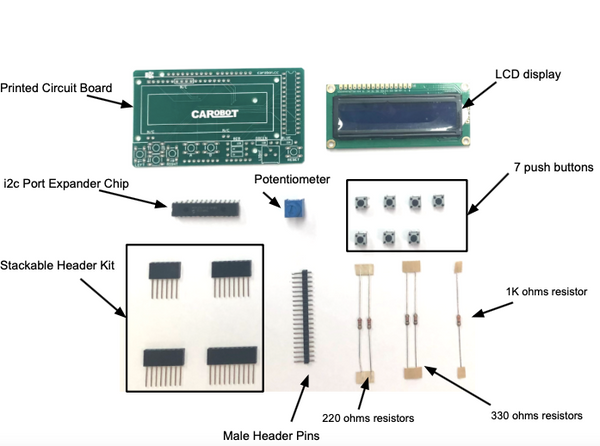 LCD display
Printed Circuit Board
CAROBOT
7 push buttons
i2c Port Expander Chip
Potentiometer
Stackable Header Kit
1K ohms resistor
220 ohms resistors
330 ohms resistors
Male Header Pins